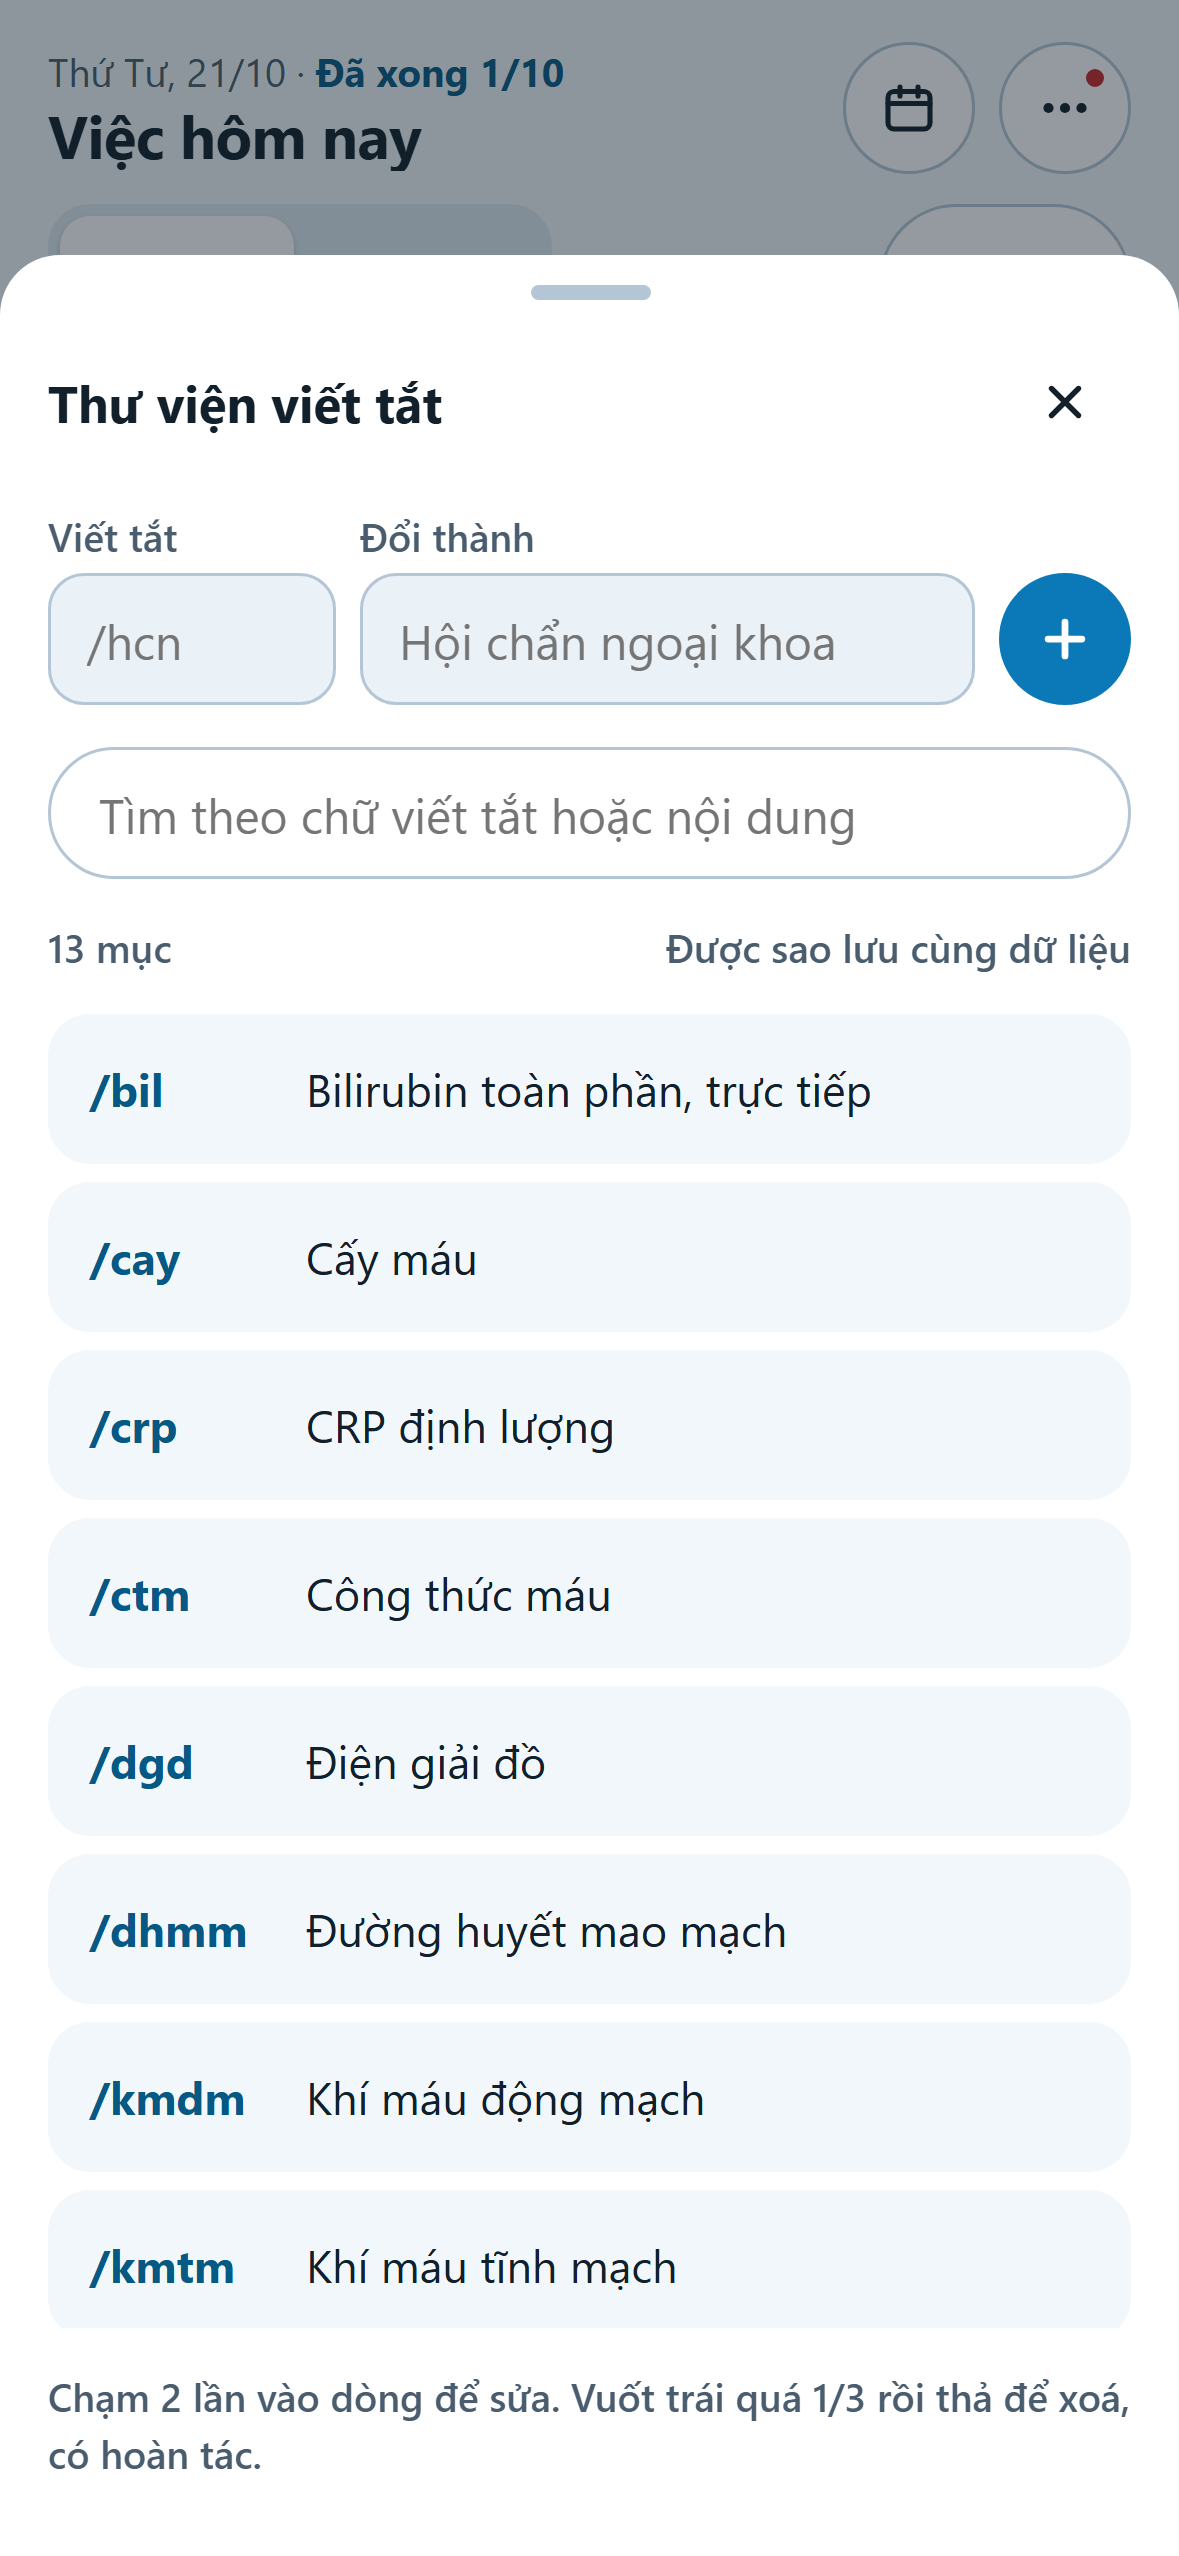 Thứ Tư, 21/10 · Đã xong 1/10
Việc hôm nay
Thư viện viết tắt
Viết tắt
Đổi thành
/hcn
Hội chẩn ngoại khoa
Tìm theo chữ viết tắt hoặc nội dung
13 mục
Được sao lưu cùng dữ liệu
/bil Bilirubin toàn phần, trực tiếp
/cay Cấy máu
/crp CRP định lượng
/ctm Công thức máu
/dgd Điện giải đồ
/dhmm Đường huyết mao mạch
/kmdm Khí máu động mạch
/kmtm Khí máu tĩnh mạch
Chạm 2 lần vào dòng để sửa. Vuốt trái quá 1/3 rồi thả để xoá,
có hoàn tác.